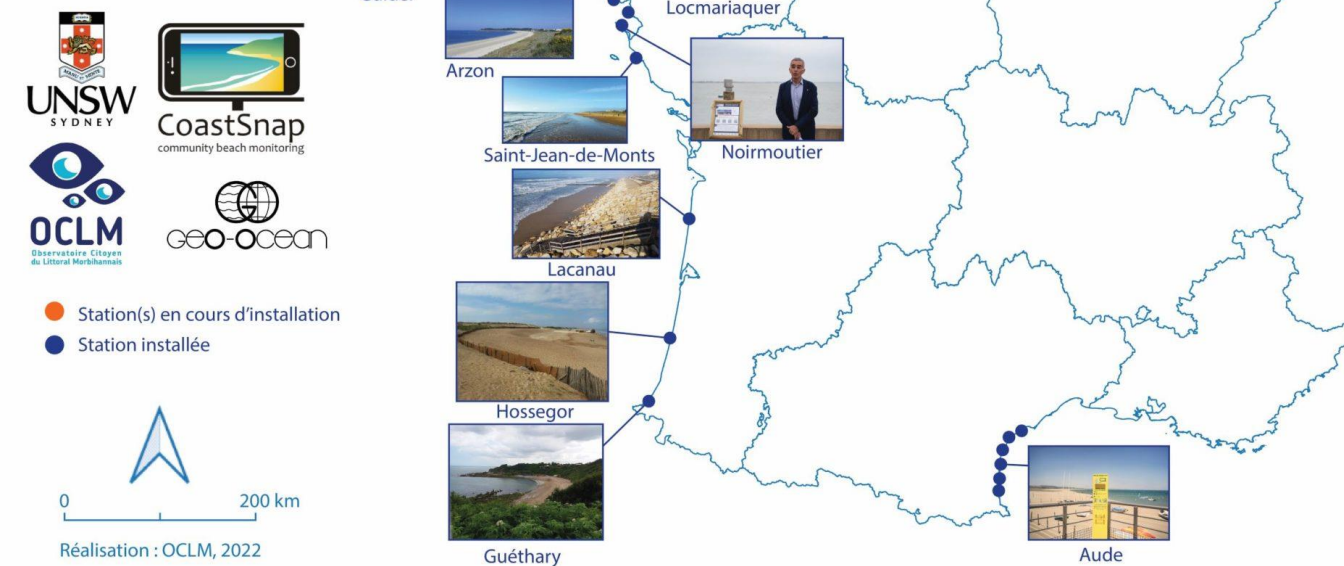 Locmariaquer
Arzon
Noirmoutier
Saint-Jean-de-Monts
Lacanau
Hossegor
Guéthary
Aude
UNSW
SYDNEY
CoastSnap
community beach monitoring
OCLM
Observatoire Citoyen
du Littoral Morbihannais
GEO-OCEAN
Station(s) en cours d'installation
Station installée
0 200 km
Réalisation : OCLM, 2022